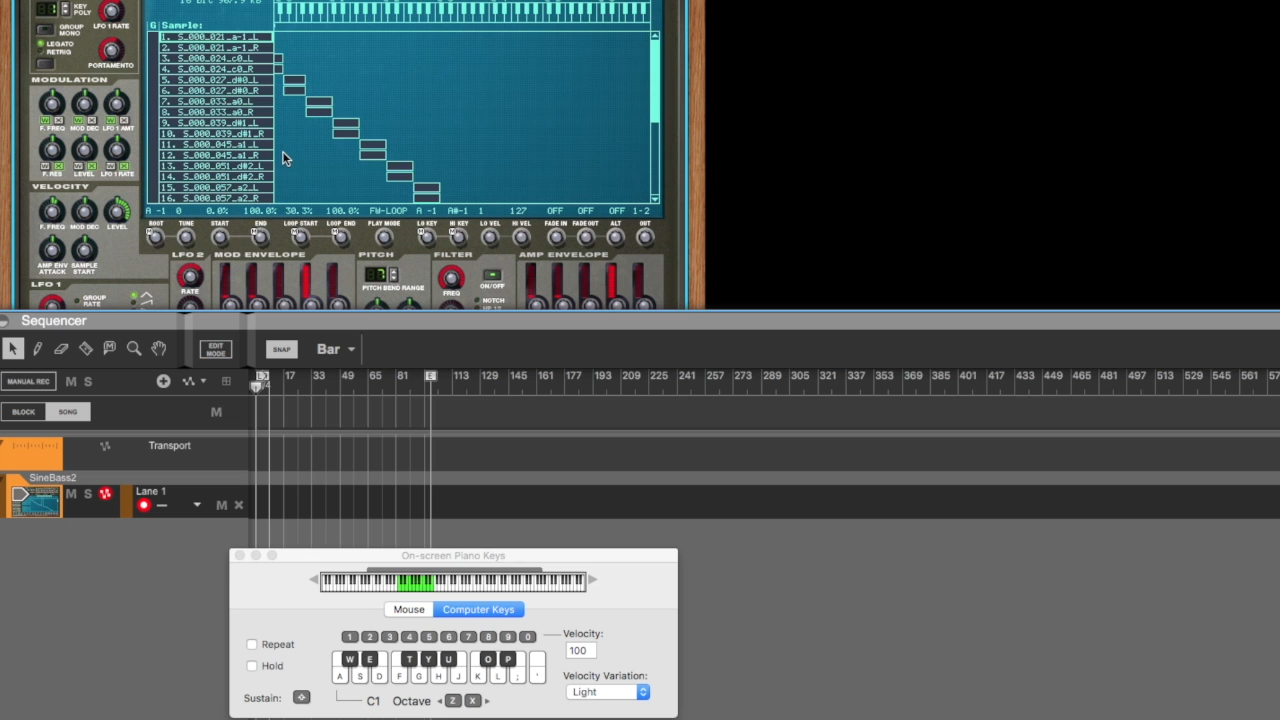 KEY
POLY
LFO 1 RATE
16 bit 907.9 KB
GROUP
MONO
LEGATO
RETRIG
PORTAMENTO
G Sample:
1. S_000_021_a-1_L
2. S_000_021_a-1_R
3. S_000_024_c0_L
4. S_000_024_c0_R
5. S_000_027_d#0_L
6. S_000_027_d#0_R
7. S_000_033_a0_L
8. S_000_033_a0_R
9. S_000_039_d#1_L
10. S_000_039_d#1_R
11. S_000_045_a1_L
12. S_000_045_a1_R
13. S_000_051_d#2_L
14. S_000_051_d#2_R
15. S_000_057_a2_L
16. S_000_057_a2_R
MODULATION
F. FREQ MOD DEC LFO 1 AMT
F. RES LEVEL LFO 1 RATE
VELOCITY
F. FREQ MOD DEC LEVEL
AMP ENV ATTACK SAMPLE START
LFO 1
GROUP RATE
A -1 0 0.0% 100.0% 30.3% 100.0% FW-LOOP A -1 A#-1 1 127 OFF OFF OFF 1-2
ROOT TUNE START END LOOP START LOOP END PLAY MODE LO KEY HI KEY LO VEL HI VEL FADE IN FADE OUT ALT OUT
LFO 2 MOD ENVELOPE PITCH FILTER AMP ENVELOPE
RATE
PITCH BEND RANGE
FREQ
ON/OFF
NOTCH
Sequencer
EDIT MODE
SNAP
Bar
MANUAL REC M S
17 33 49 65 81 E 113 129 145 161 177 193 209 225 241 257 273 289 305 321 337 353 369 385 401 417 433 449 465 481 497 513 529 545 561 57
BLOCK SONG M
Transport
SineBass2
M S Lane 1
M
On-screen Piano Keys
Mouse Computer Keys
Repeat
Hold
Sustain:
1 2 3 4 5 6 7 8 9 0
W E T Y U O P
A S D F G H J K L ; '
C1 Octave Z X
Velocity:
100
Velocity Variation:
Light